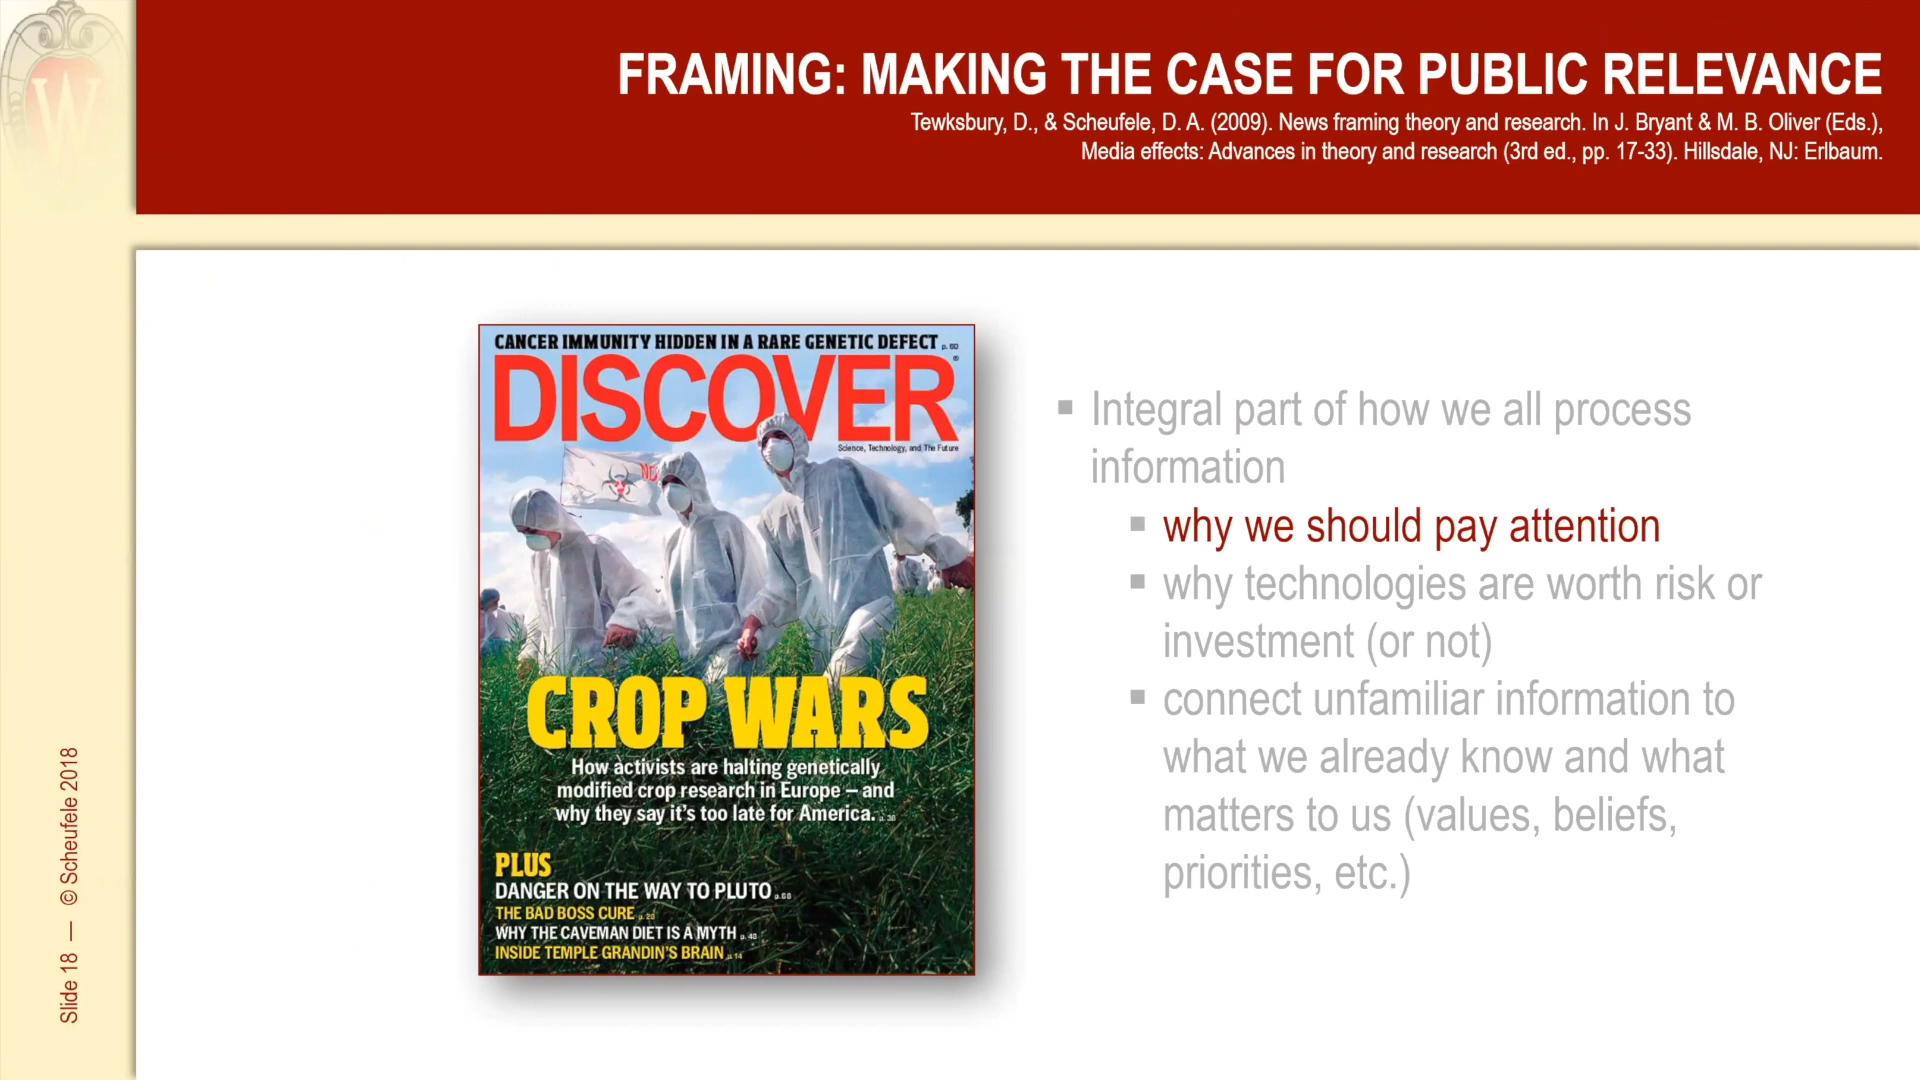 W
FRAMING: MAKING THE CASE FOR PUBLIC RELEVANCE
Tewksbury, D., & Scheufele, D. A. (2009). News framing theory and research. In J. Bryant & M. B. Oliver (Eds.),
Media effects: Advances in theory and research (3rd ed., pp. 17-33). Hillsdale, NJ: Erlbaum.
CANCER IMMUNITY HIDDEN IN A RARE GENETIC DEFECT p. 60
DISCOVER®
Science, Technology, and The Future
NO
CROP WARS
How activists are halting genetically
modified crop research in Europe – and
why they say it's too late for America.
PLUS
DANGER ON THE WAY TO PLUTO p.68
THE BAD BOSS CURE p. 20
WHY THE CAVEMAN DIET IS A MYTH p. 48
INSIDE TEMPLE GRANDIN'S BRAIN p. 14
▪ Integral part of how we all process
information
▪ why we should pay attention
▪ why technologies are worth risk or
investment (or not)
▪ connect unfamiliar information to
what we already know and what
matters to us (values, beliefs,
priorities, etc.)
Slide 18 — © Scheufele 2018